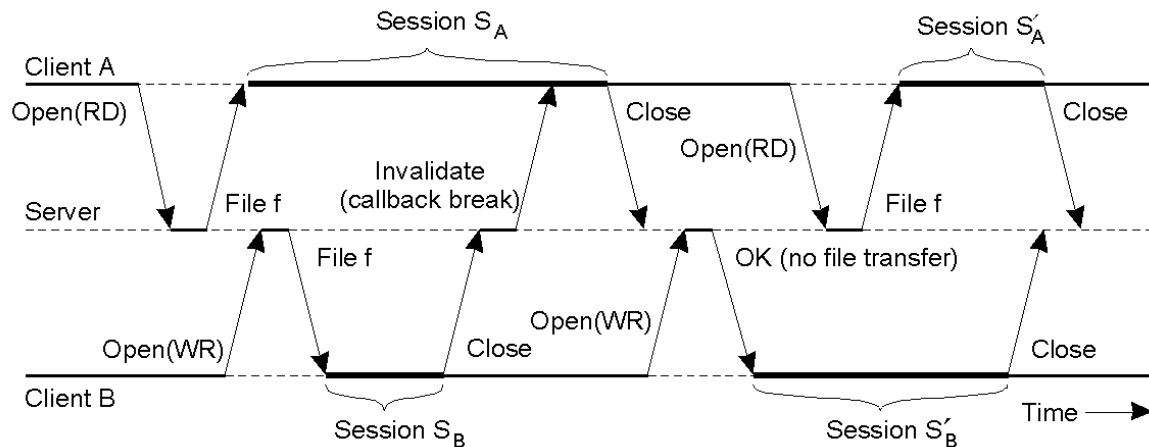 Session S_A
Session S′_A
Client A
Open(RD)
Close
Close
Open(RD)
Invalidate
(callback break)
File f
File f
Server
File f
OK (no file transfer)
Open(WR)
Open(WR)
Close
Close
Client B
Time
Session S_B
Session S′_B